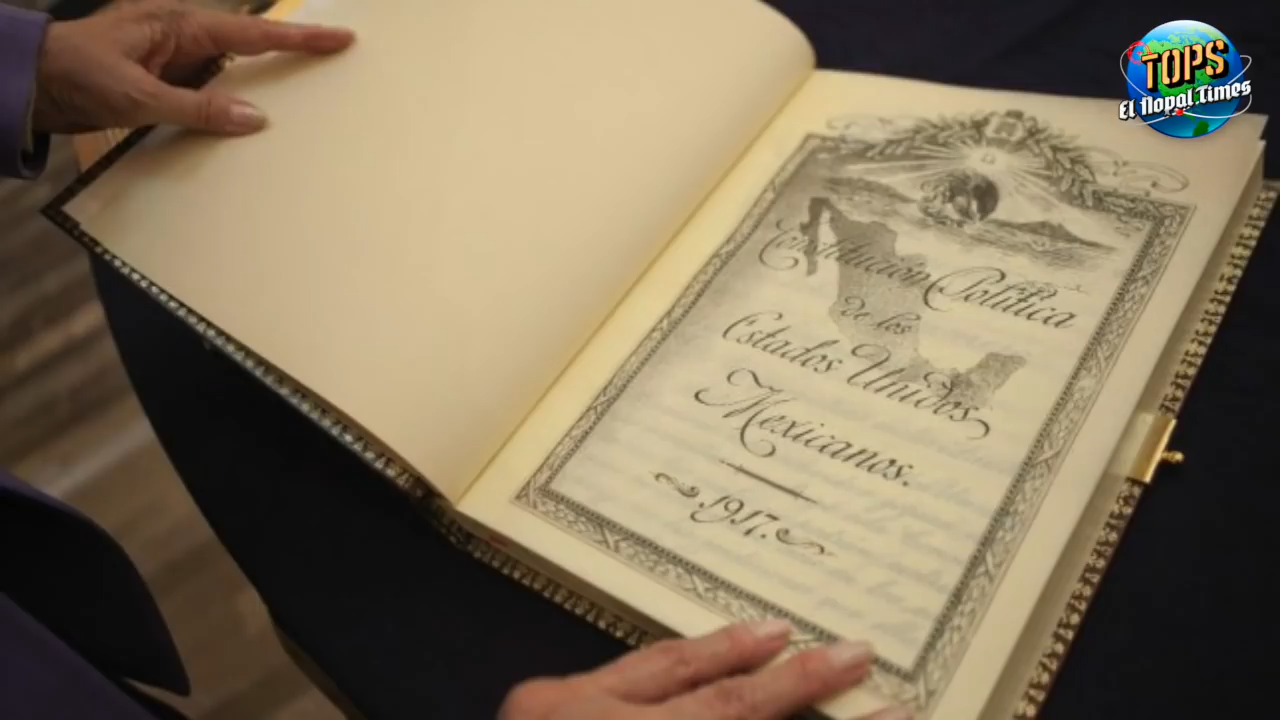 TOPS
El Nopal Times
Constitución Política
de los
Estados Unidos
Mexicanos.
1917.